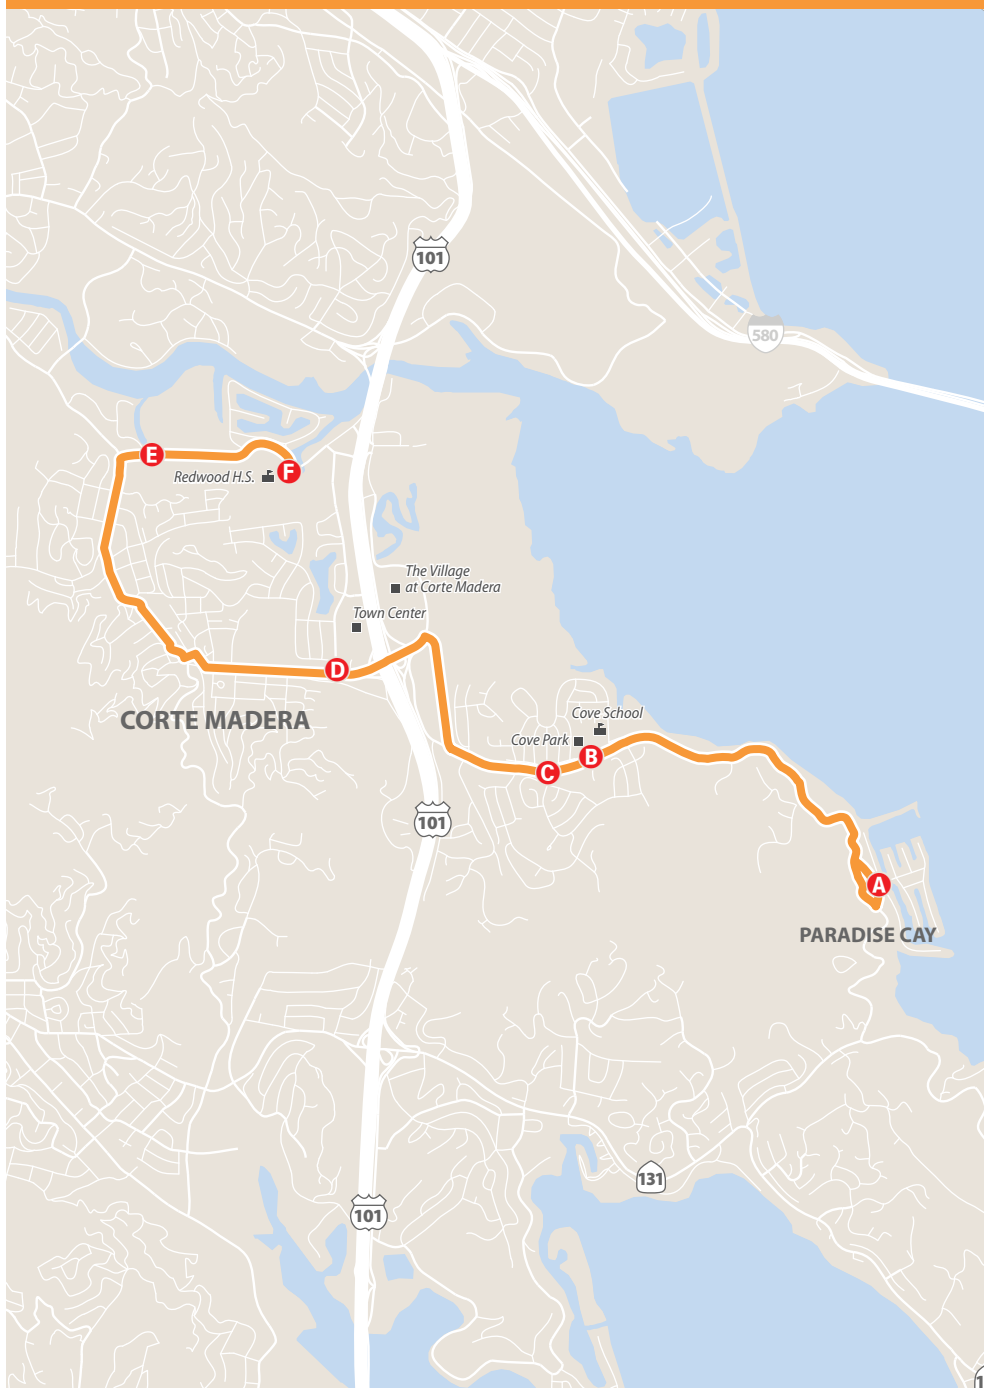 101
580
E
F
Redwood H.S.
The Village
at Corte Madera
Town Center
D
CORTE MADERA
Cove School
Cove Park
B
C
101
A
PARADISE CAY
131
101
1